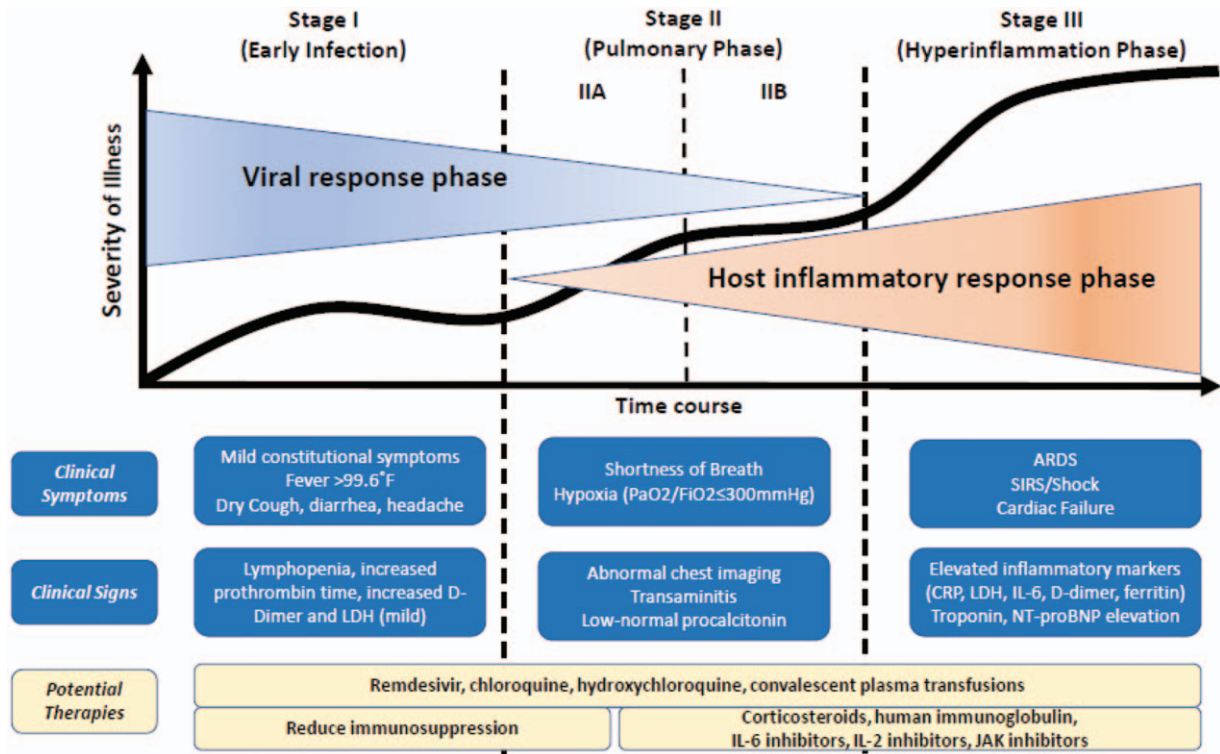 Stage I
(Early Infection)
Stage II
(Pulmonary Phase)
Stage III
(Hyperinflammation Phase)
IIA
IIB
Severity of Illness
Viral response phase
Host inflammatory response phase
Time course
Clinical
Symptoms
Mild constitutional symptoms
Fever >99.6°F
Dry Cough, diarrhea, headache
Shortness of Breath
Hypoxia (PaO2/FiO2≤300mmHg)
ARDS
SIRS/Shock
Cardiac Failure
Clinical Signs
Lymphopenia, increased
prothrombin time, increased D-
Dimer and LDH (mild)
Abnormal chest imaging
Transaminitis
Low-normal procalcitonin
Elevated inflammatory markers
(CRP, LDH, IL-6, D-dimer, ferritin)
Troponin, NT-proBNP elevation
Potential
Therapies
Remdesivir, chloroquine, hydroxychloroquine, convalescent plasma transfusions
Reduce immunosuppression
Corticosteroids, human immunoglobulin,
IL-6 inhibitors, IL-2 inhibitors, JAK inhibitors